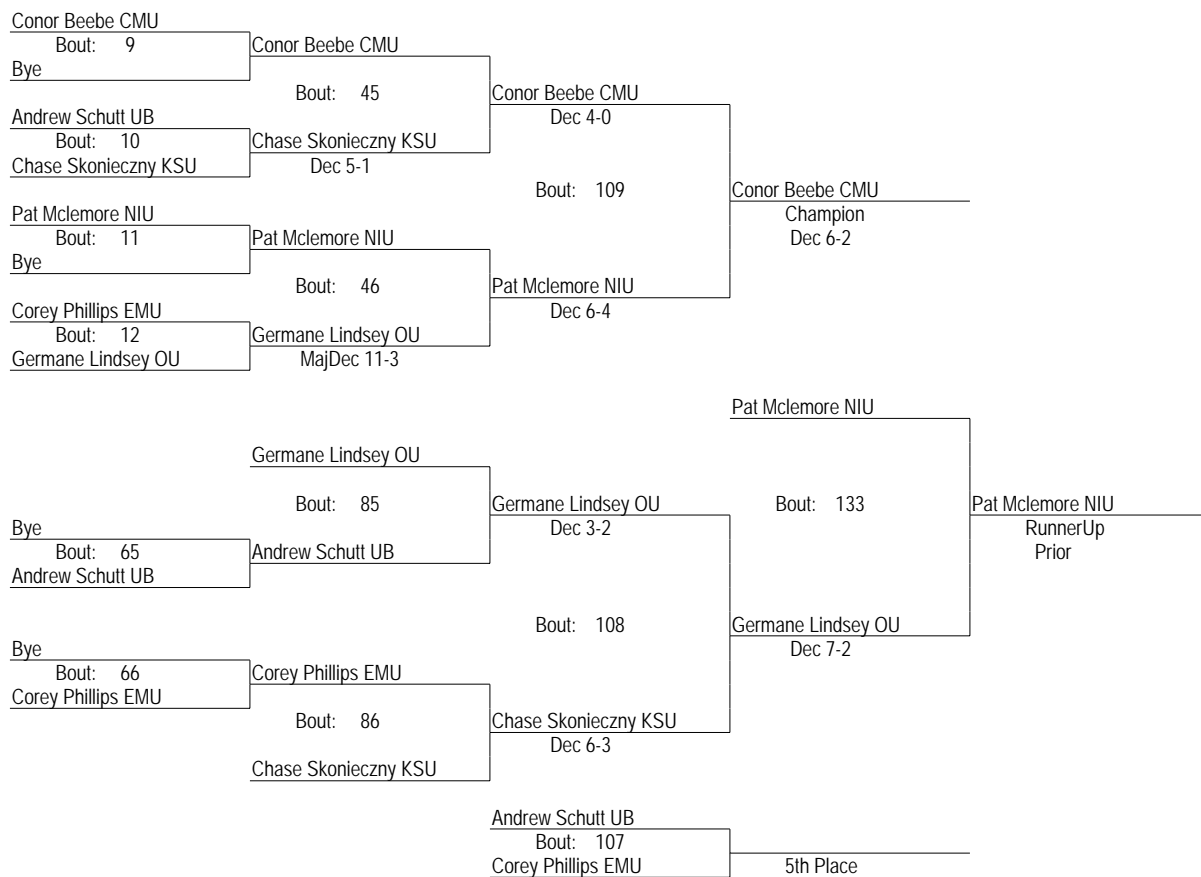 Conor Beebe CMU
Bout: 9
Conor Beebe CMU
Bye
Bout: 45
Conor Beebe CMU
Dec 4-0
Andrew Schutt UB
Bout: 10
Chase Skonieczny KSU
Chase Skonieczny KSU
Dec 5-1
Bout: 109
Conor Beebe CMU
Champion
Dec 6-2
Pat Mclemore NIU
Bout: 11
Pat Mclemore NIU
Bye
Bout: 46
Pat Mclemore NIU
Dec 6-4
Corey Phillips EMU
Bout: 12
Germane Lindsey OU
Germane Lindsey OU
MajDec 11-3
Pat Mclemore NIU
Germane Lindsey OU
Bout: 85
Germane Lindsey OU
Dec 3-2
Bout: 133
Pat Mclemore NIU
RunnerUp
Prior
Bye
Bout: 65
Andrew Schutt UB
Andrew Schutt UB
Bout: 108
Germane Lindsey OU
Dec 7-2
Bye
Bout: 66
Corey Phillips EMU
Corey Phillips EMU
Bout: 86
Chase Skonieczny KSU
Dec 6-3
Chase Skonieczny KSU
Andrew Schutt UB
Bout: 107
Corey Phillips EMU
5th Place